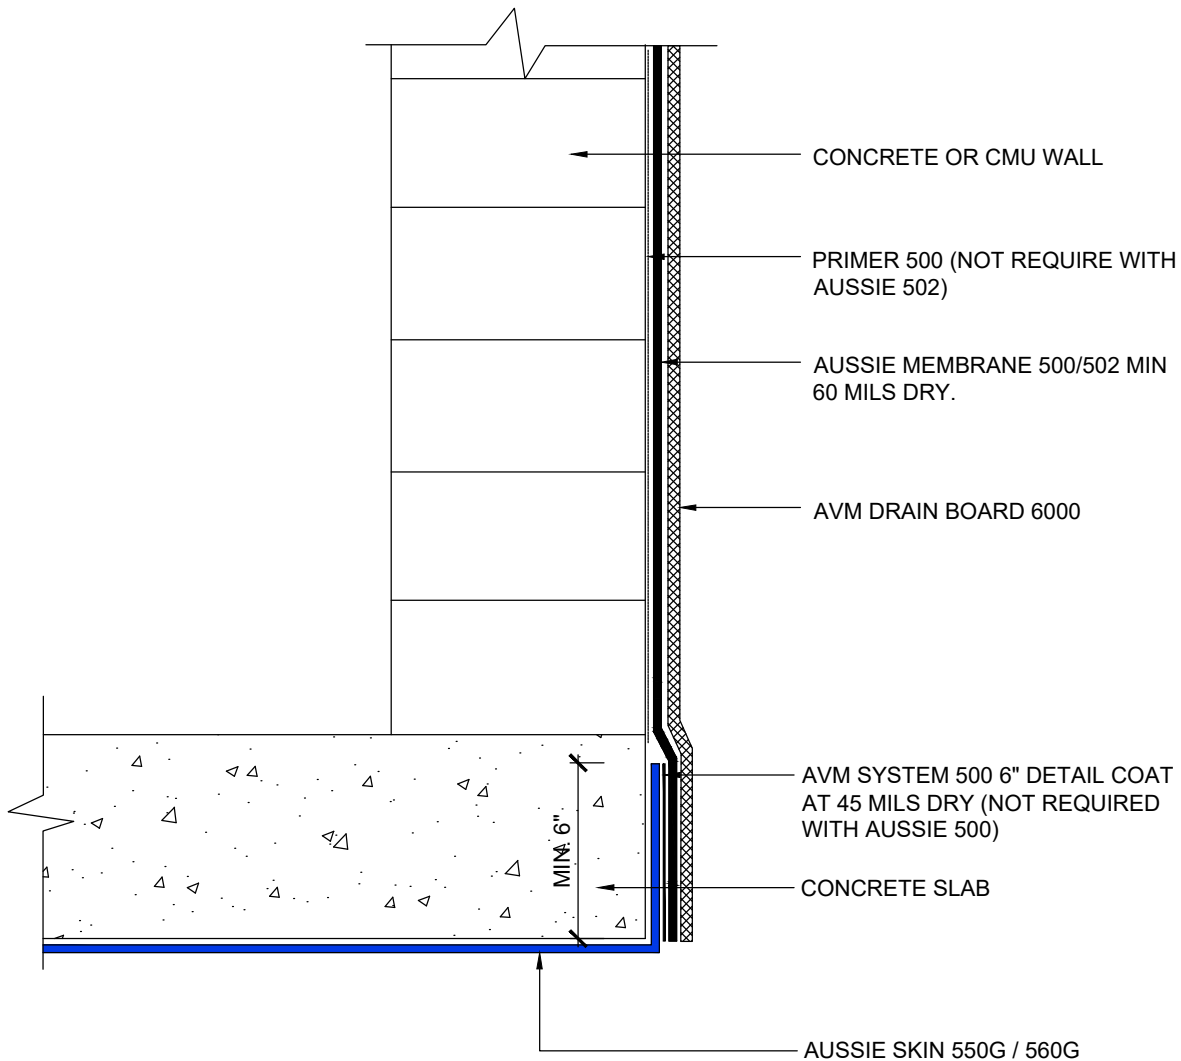 CONCRETE OR CMU WALL
PRIMER 500 (NOT REQUIRE WITH
AUSSIE 502)
AUSSIE MEMBRANE 500/502 MIN
60 MILS DRY.
AVM DRAIN BOARD 6000
AVM SYSTEM 500 6" DETAIL COAT
AT 45 MILS DRY (NOT REQUIRED
WITH AUSSIE 500)
MIN. 6"
CONCRETE SLAB
AUSSIE SKIN 550G / 560G